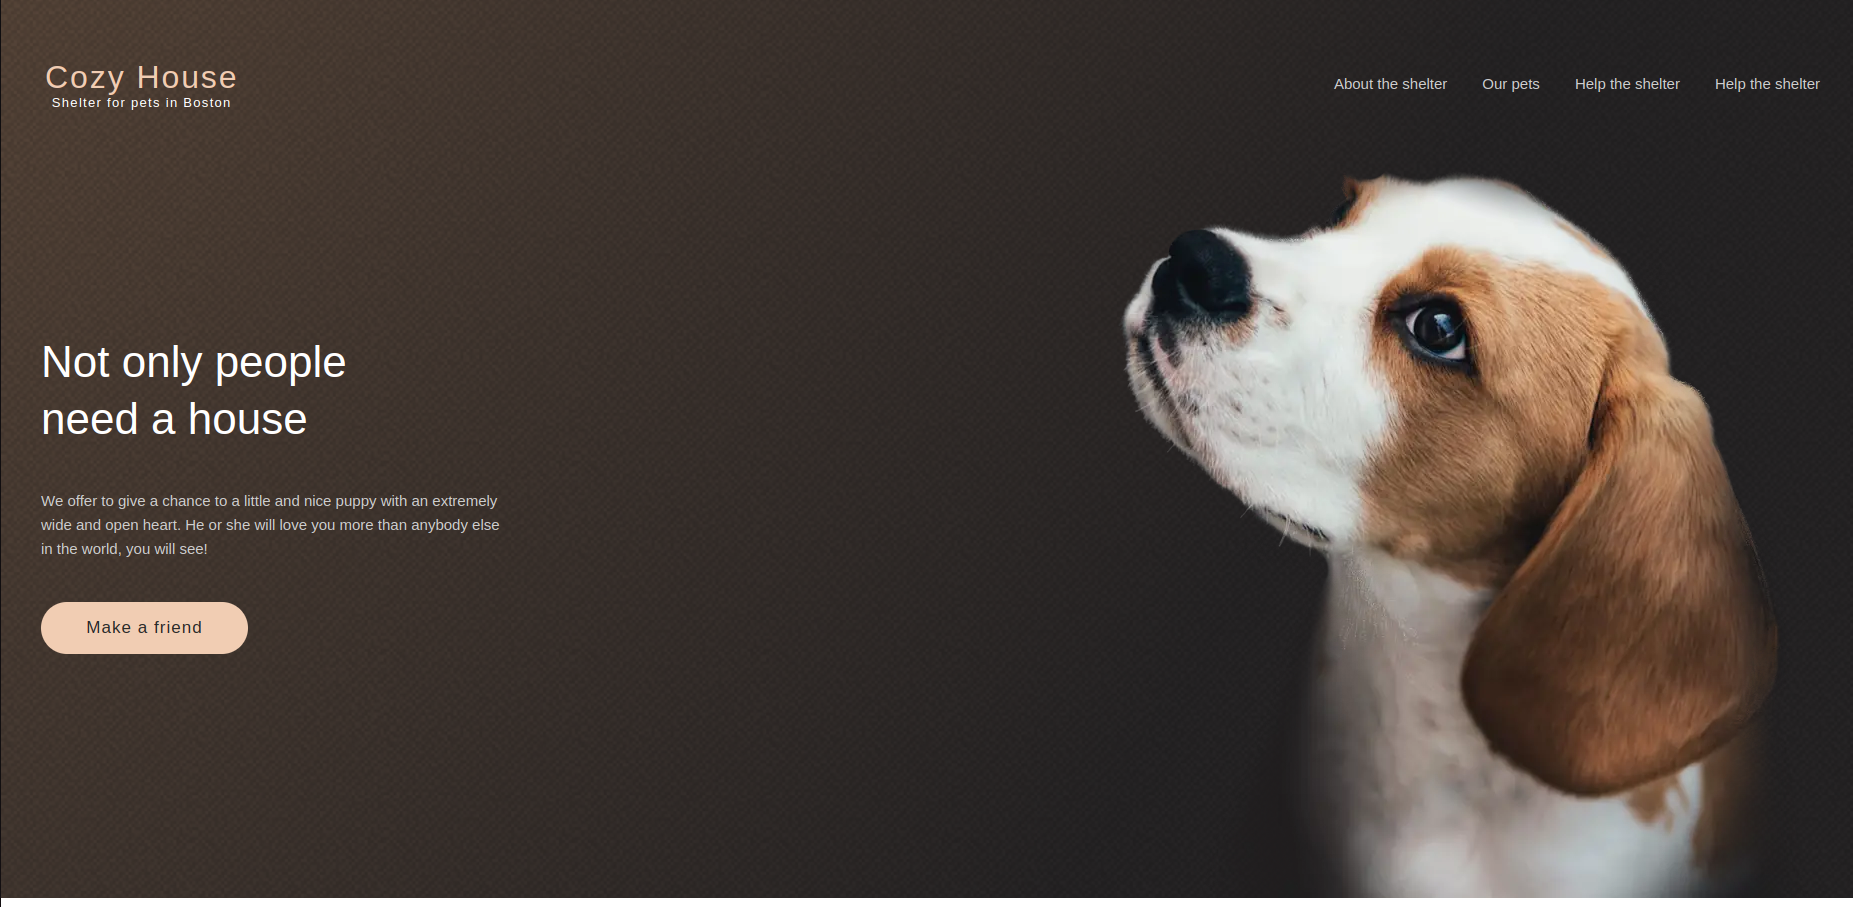 Cozy House
Shelter for pets in Boston
About the shelter
Our pets
Help the shelter
Help the shelter
Not only people
need a house
We offer to give a chance to a little and nice puppy with an extremely
wide and open heart. He or she will love you more than anybody else
in the world, you will see!
Make a friend